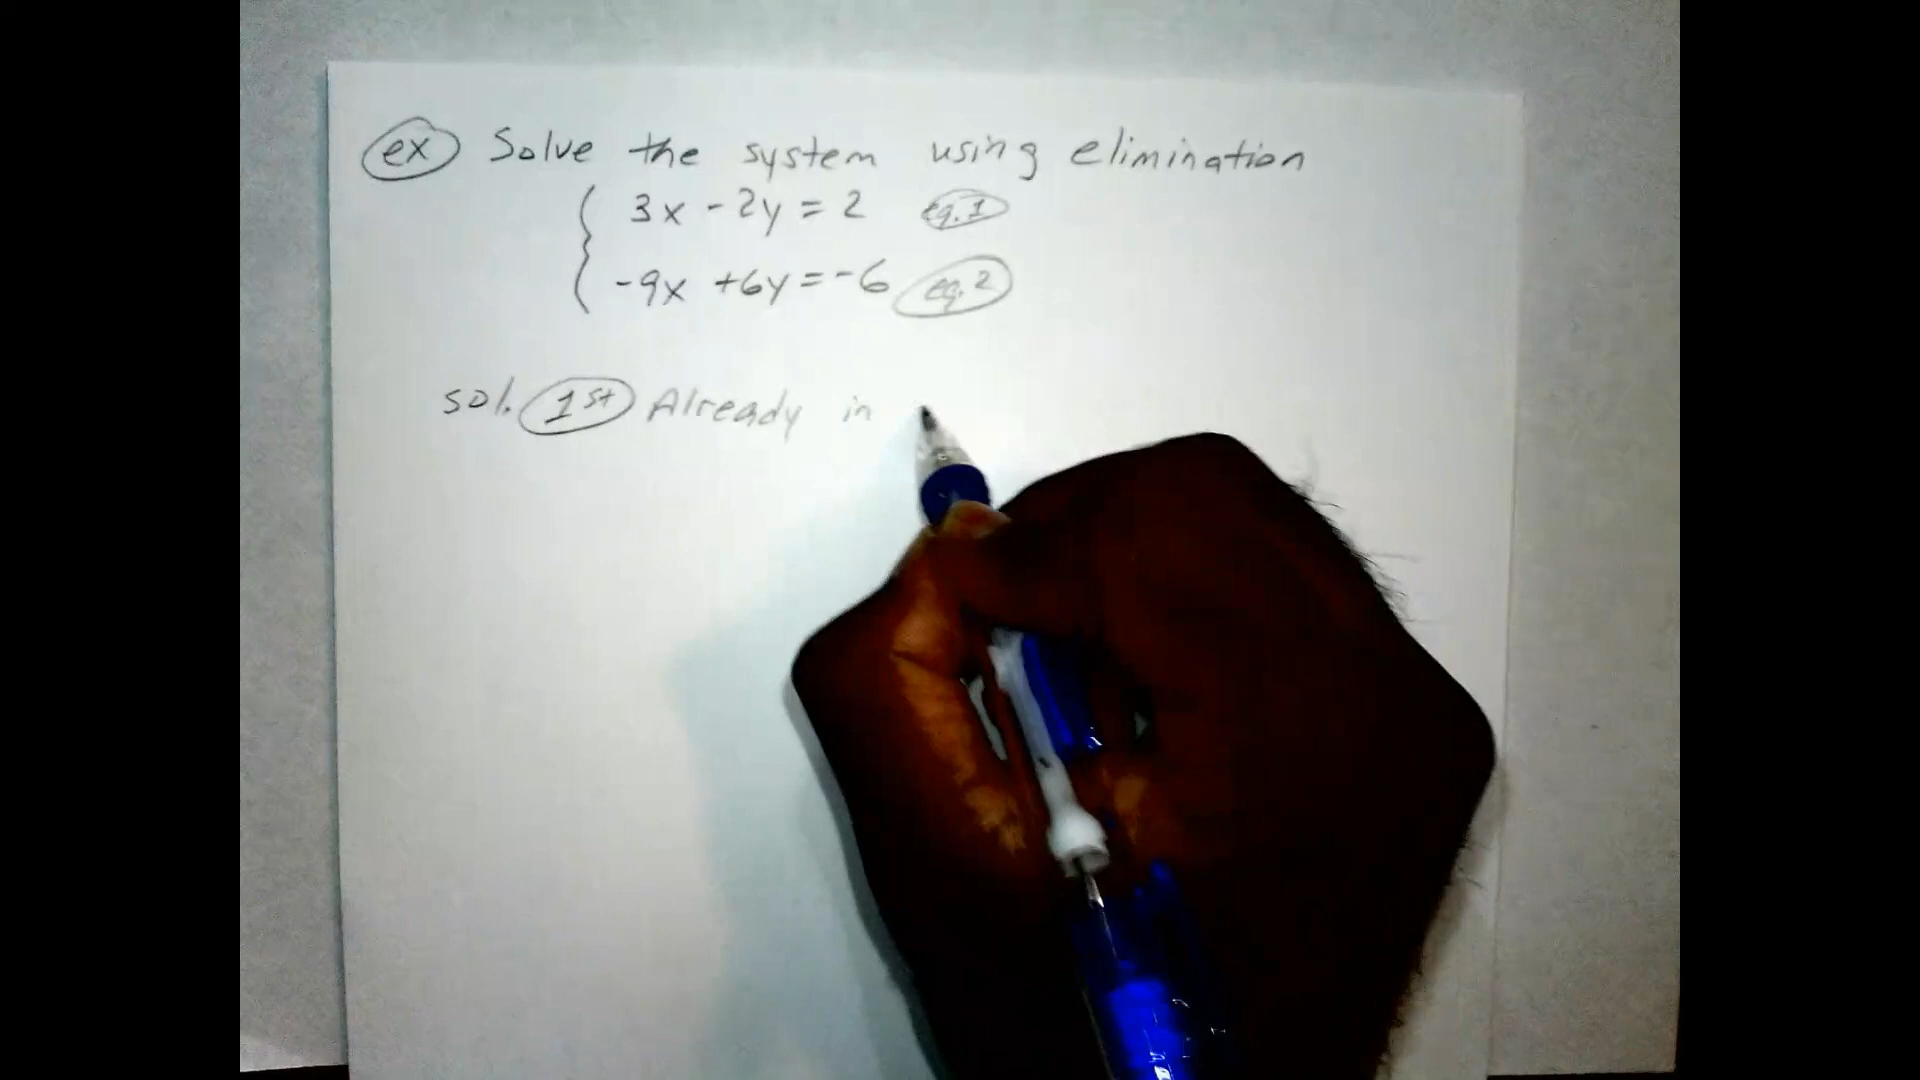 ex Solve the system using elimination
3x - 2y = 2 eq. 1
-9x + 6y = -6 eq. 2
sol. 1st Already in